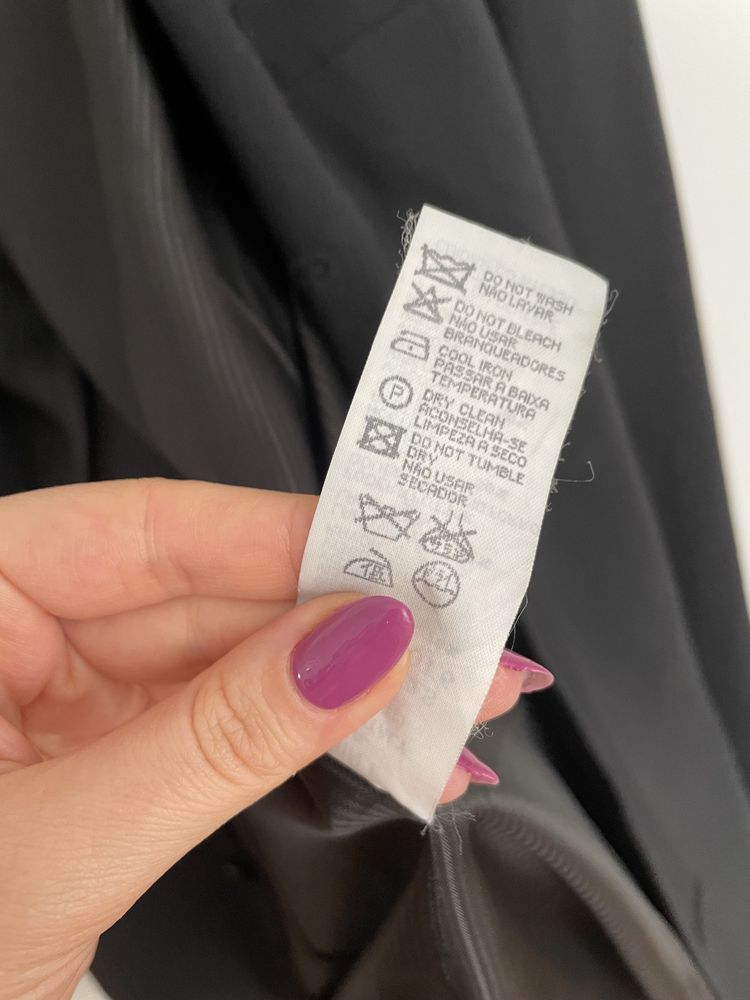 DO NOT WASH
NÃO LAVAR
DO NOT BLEACH
NÃO USAR
BRANQUEADORES
COOL IRON
PASSAR A BAIXA
TEMPERATURA
P
DRY CLEAN
ACONSELHA-SE
LIMPEZA A SECO
DO NOT TUMBLE
DRY
NÃO USAR
SECADOR